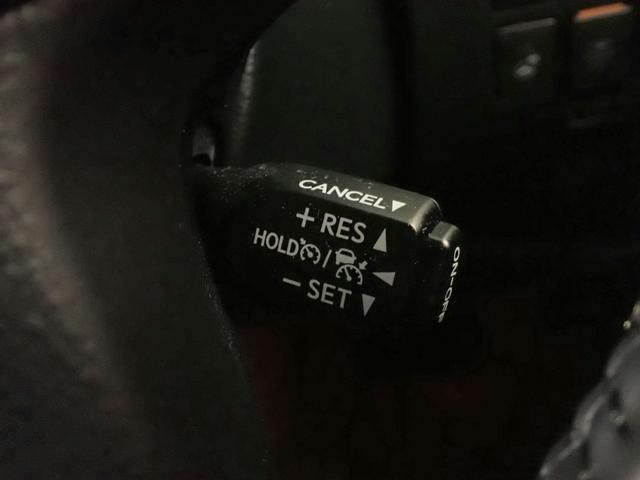 CANCEL▼
+ RES ▲
HOLD / ◀
− SET ▼
ON-OFF